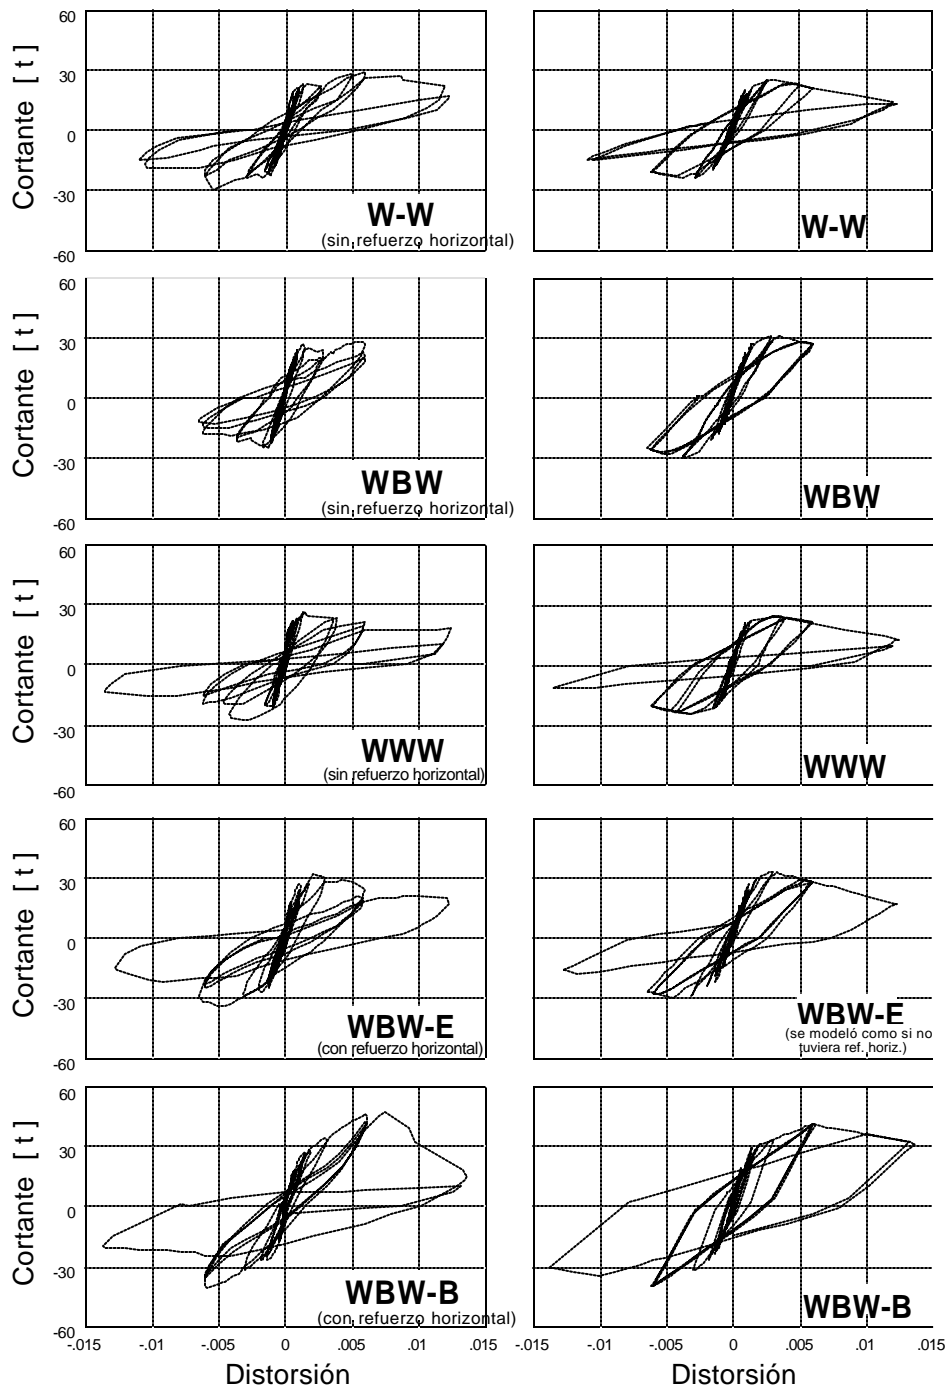 60
30
0
-30
-60
Cortante [ t ]
W-W
(sin refuerzo horizontal)
W-W
60
30
0
-30
-60
Cortante [ t ]
WBW
(sin refuerzo horizontal)
WBW
60
30
0
-30
-60
Cortante [ t ]
WWW
(sin refuerzo horizontal)
WWW
60
30
0
-30
-60
Cortante [ t ]
WBW-E
(con refuerzo horizontal)
WBW-E
(se modeló como si no
tuviera ref. horiz.)
60
30
0
-30
-60
Cortante [ t ]
WBW-B
(con refuerzo horizontal)
WBW-B
-.015 -.01 -.005 0 .005 .01 .015
-.01 -.005 0 .005 .01 .015
Distorsión
Distorsión